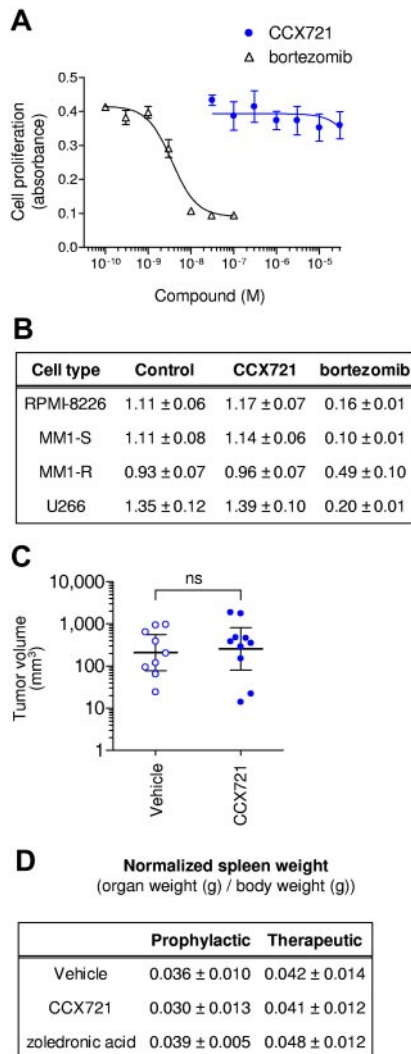 A
CCX721
bortezomib
Cell proliferation
(absorbance)
0.5
0.4
0.3
0.2
0.1
0.0
10⁻¹⁰ 10⁻⁹ 10⁻⁸ 10⁻⁷ 10⁻⁶ 10⁻⁵
Compound (M)
B
Cell type Control CCX721 bortezomib
RPMI-8226 1.11 ± 0.06 1.17 ± 0.07 0.16 ± 0.01
MM1-S 1.11 ± 0.08 1.14 ± 0.06 0.10 ± 0.01
MM1-R 0.93 ± 0.07 0.96 ± 0.07 0.49 ± 0.10
U266 1.35 ± 0.12 1.39 ± 0.10 0.20 ± 0.01
C
ns
Tumor volume
(mm³)
10,000
1,000
100
10
1
Vehicle
CCX721
D
Normalized spleen weight
(organ weight (g) / body weight (g))
Prophylactic Therapeutic
Vehicle 0.036 ± 0.010 0.042 ± 0.014
CCX721 0.030 ± 0.013 0.041 ± 0.012
zoledronic acid 0.039 ± 0.005 0.048 ± 0.012